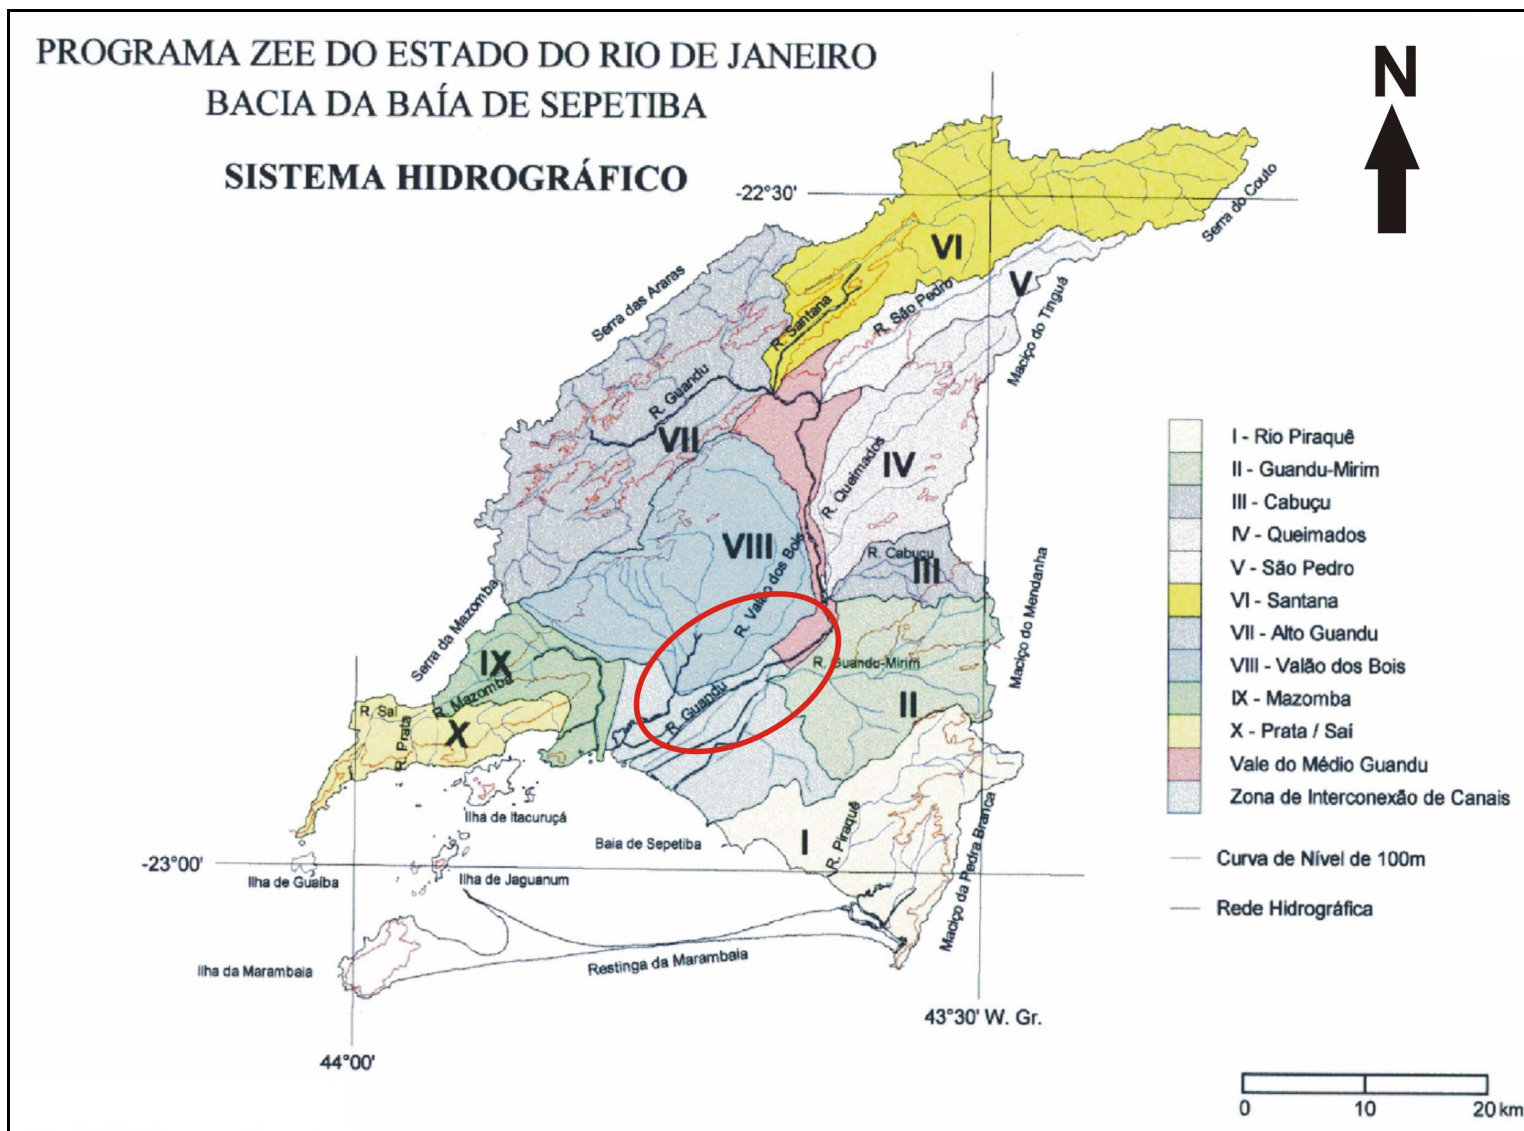 PROGRAMA ZEE DO ESTADO DO RIO DE JANEIRO
BACIA DA BAÍA DE SEPETIBA
SISTEMA HIDROGRÁFICO
N
-22°30'
Serra do Couto
VI
V
Serra das Araras
R. Santana
R. São Pedro
Maciço do Tinguá
R. Guandu
VII
IV
R. Queimados
VIII
R. Valão dos Bois
R. Cabuçu
III
Maciço do Mendanha
Serra da Mazomba
IX
R. Mazomba
R. Guandu-Mirim
II
R. Guandu
R. Saí
R. Prata
X
Ilha de Itacuruçá
Baía de Sepetiba
I
R. Piraquê
Maciço da Pedra Branca
-23°00'
Ilha de Guaíba
Ilha de Jaguanum
Ilha da Marambaia
Restinga da Marambaia
43°30' W. Gr.
44°00'
I - Rio Piraquê
II - Guandu-Mirim
III - Cabuçu
IV - Queimados
V - São Pedro
VI - Santana
VII - Alto Guandu
VIII - Valão dos Bois
IX - Mazomba
X - Prata / Saí
Vale do Médio Guandu
Zona de Interconexão de Canais
Curva de Nível de 100m
Rede Hidrográfica
0 10 20 km